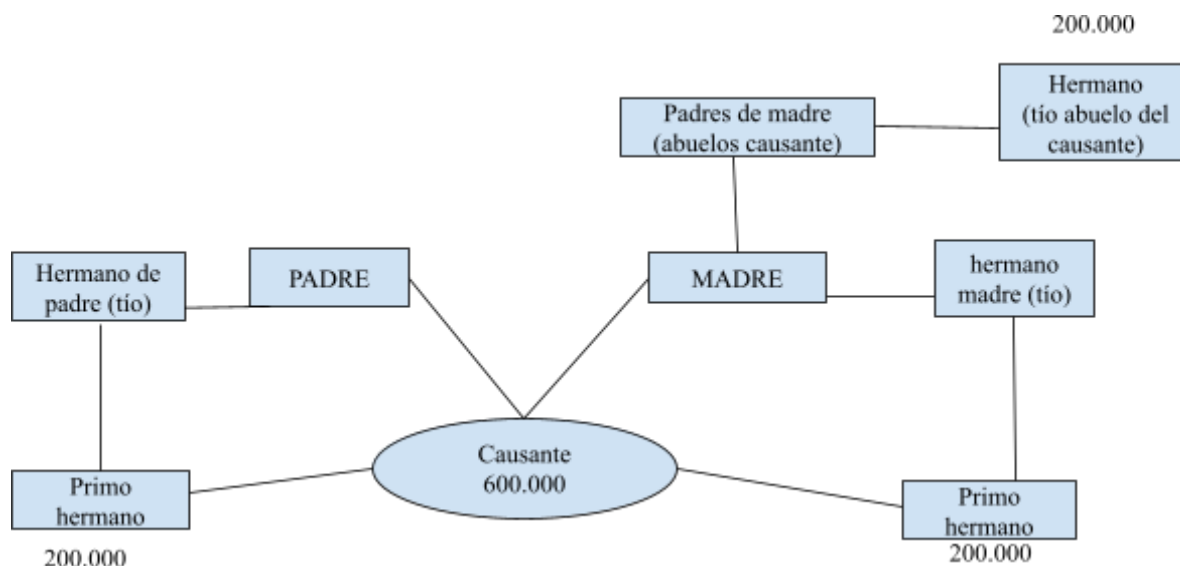 200.000
Hermano
(tío abuelo del
causante)
Padres de madre
(abuelos causante)
Hermano de
padre (tío)
PADRE
MADRE
hermano
madre (tío)
Causante
600.000
Primo
hermano
200.000
Primo
hermano
200.000